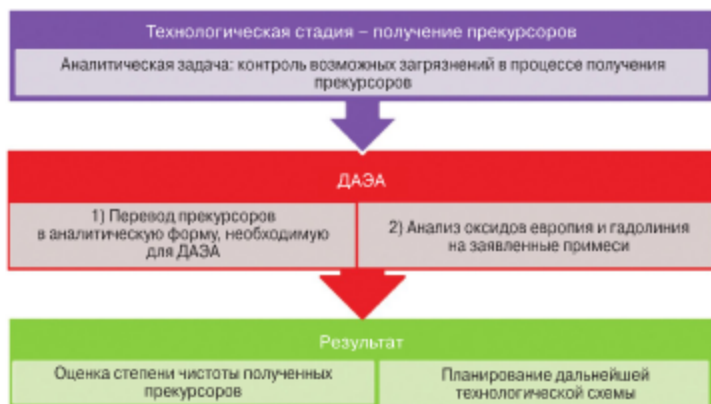 Технологическая стадия – получение прекурсоров
Аналитическая задача: контроль возможных загрязнений в процессе получения
прекурсоров
ДАЭА
1) Перевод прекурсоров
в аналитическую форму, необходимую
для ДАЭА
2) Анализ оксидов европия и гадолиния
на заявленные примеси
Результат
Оценка степени чистоты полученных
прекурсоров
Планирование дальнейшей
технологической схемы